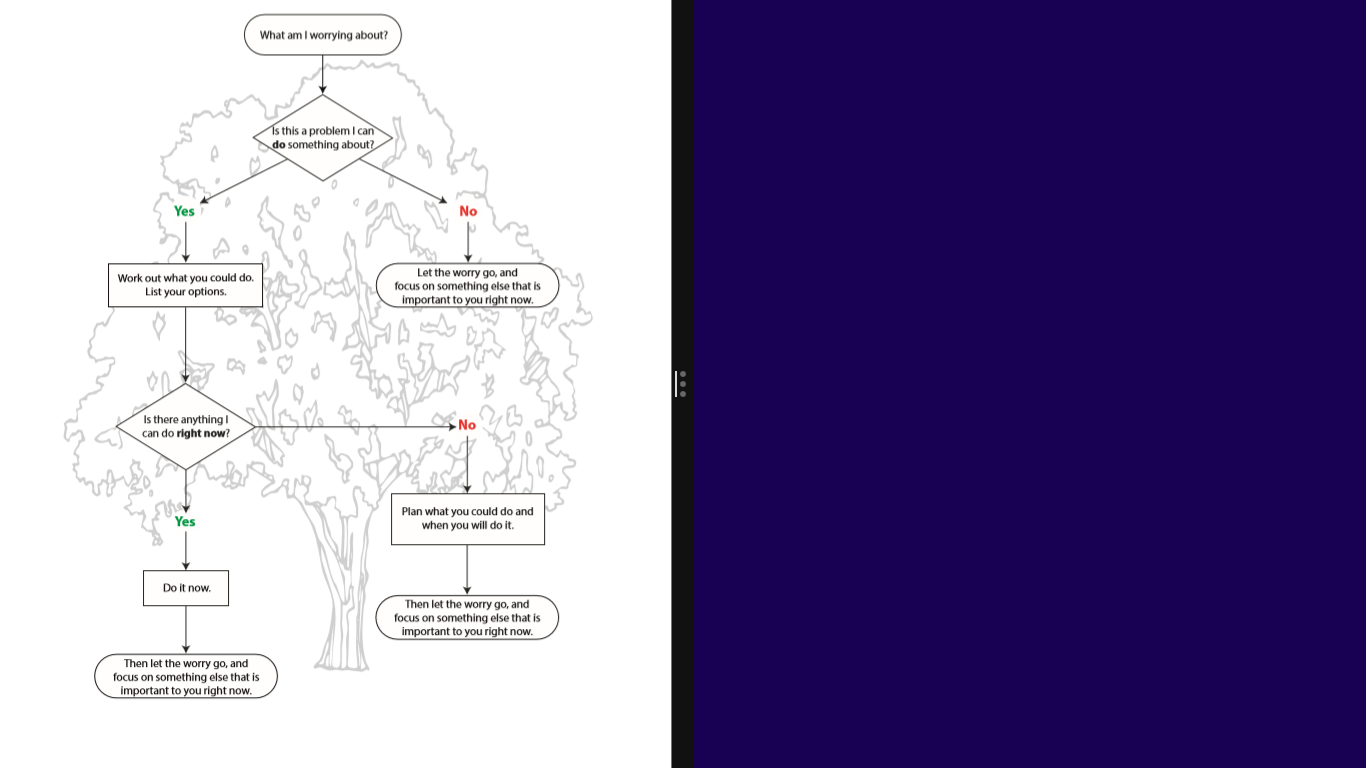 What am I worrying about?
Is this a problem I can
do something about?
Yes
No
Work out what you could do.
List your options.
Let the worry go, and
focus on something else that is
important to you right now.
Is there anything I
can do right now?
No
Yes
Plan what you could do and
when you will do it.
Do it now.
Then let the worry go, and
focus on something else that is
important to you right now.
Then let the worry go, and
focus on something else that is
important to you right now.